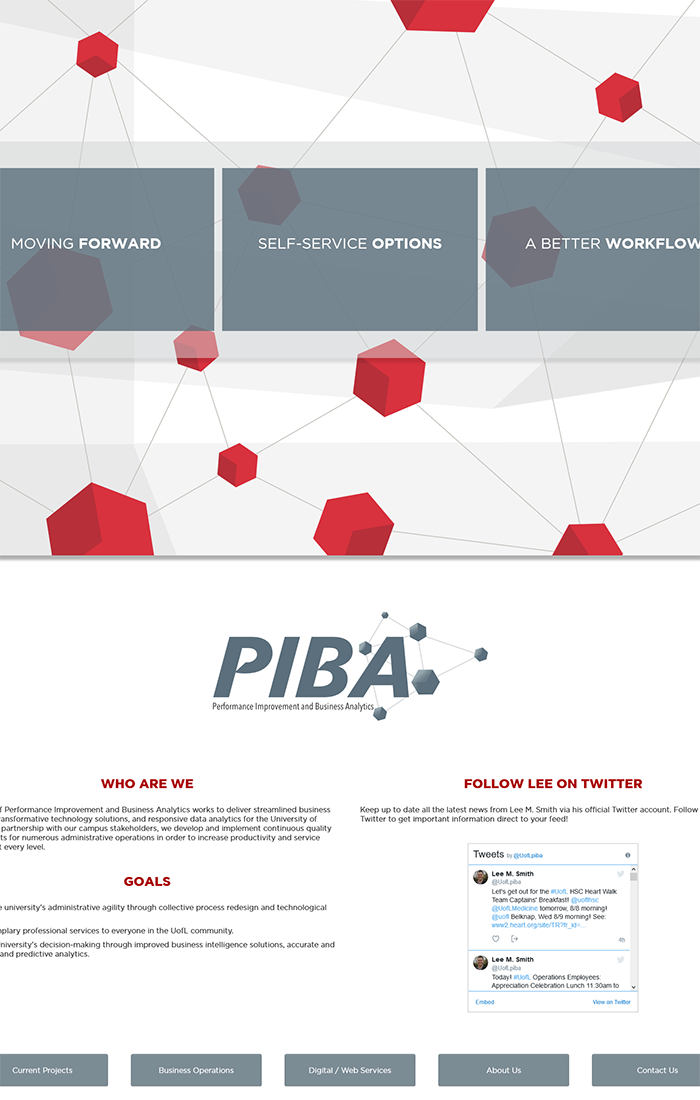 MOVING FORWARD
SELF-SERVICE OPTIONS
A BETTER WORKFLOW
PIBA
Performance Improvement and Business Analytics
WHO ARE WE
f Performance Improvement and Business Analytics works to deliver streamlined business
ransformative technology solutions, and responsive data analytics for the University of
partnership with our campus stakeholders, we develop and implement continuous quality
ts for numerous administrative operations in order to increase productivity and service
t every level.
GOALS
e university's administrative agility through collective process redesign and technological
mplary professional services to everyone in the UofL community.
university's decision-making through improved business intelligence solutions, accurate and
and predictive analytics.
FOLLOW LEE ON TWITTER
Keep up to date all the latest news from Lee M. Smith via his official Twitter account. Follow
Twitter to get important information direct to your feed!
Tweets by @UofLpiba
Lee M. Smith
@UofLpiba
Let's get out for the #UofL HSC Heart Walk
Team Captains' Breakfast! @uoflhsc
@UofLMedicine tomorrow, 8/8 morning!
@uofl Belknap, Wed 8/9 morning! See:
www2.heart.org/site/TR?fr_id=...
4h
Lee M. Smith
@UofLpiba
Today! #UofL Operations Employees:
Appreciation Celebration Lunch 11.30am to
Embed
View on Twitter
Current Projects
Business Operations
Digital / Web Services
About Us
Contact Us